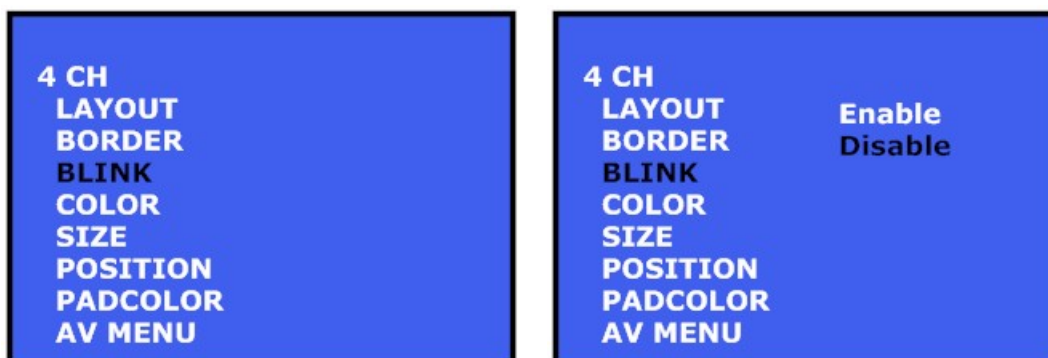 4 CH
LAYOUT
BORDER
BLINK
COLOR
SIZE
POSITION
PADCOLOR
AV MENU
4 CH
LAYOUT
BORDER
BLINK
COLOR
SIZE
POSITION
PADCOLOR
AV MENU
Enable
Disable